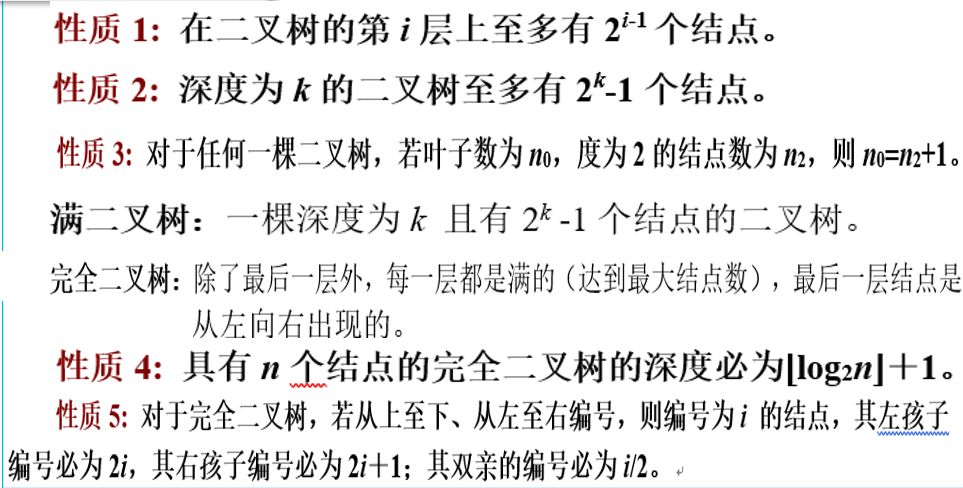 性质 1: 在二叉树的第 i 层上至多有 2^{i-1} 个结点。
性质 2: 深度为 k 的二叉树至多有 2^k-1 个结点。
性质 3: 对于任何一棵二叉树，若叶子数为 n₀，度为 2 的结点数为 n₂，则 n₀=n₂+1。
满二叉树：一棵深度为 k 且有 2^k -1 个结点的二叉树。
完全二叉树：除了最后一层外，每一层都是满的（达到最大结点数），最后一层结点是
从左向右出现的。
性质 4: 具有 n 个结点的完全二叉树的深度必为⌊log₂n⌋＋1。
性质 5: 对于完全二叉树，若从上至下、从左至右编号，则编号为 i 的结点，其左孩子
编号必为 2i，其右孩子编号必为 2i＋1；其双亲的编号必为 i/2。